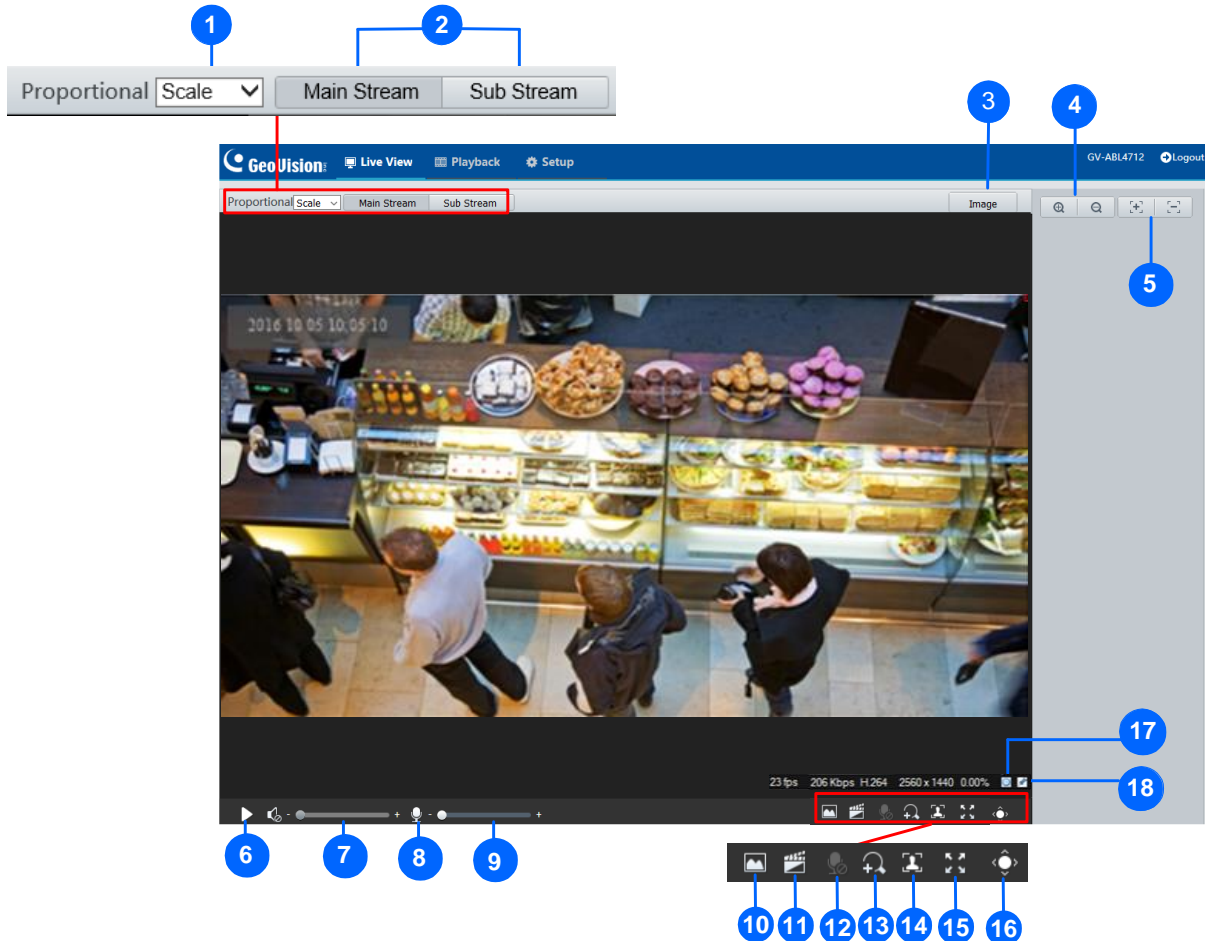 1
2
Proportional Scale Main Stream Sub Stream
3
4
GeoVision Live View Playback Setup GV-ABL4712 Logout
Proportional Scale Main Stream Sub Stream Image
5
2016 10 05 10:05:10
17
23 fps 206 Kbps H.264 2560 x 1440 0.00%
18
- + - +
6 7 8 9
10 11 12 13 14 15 16